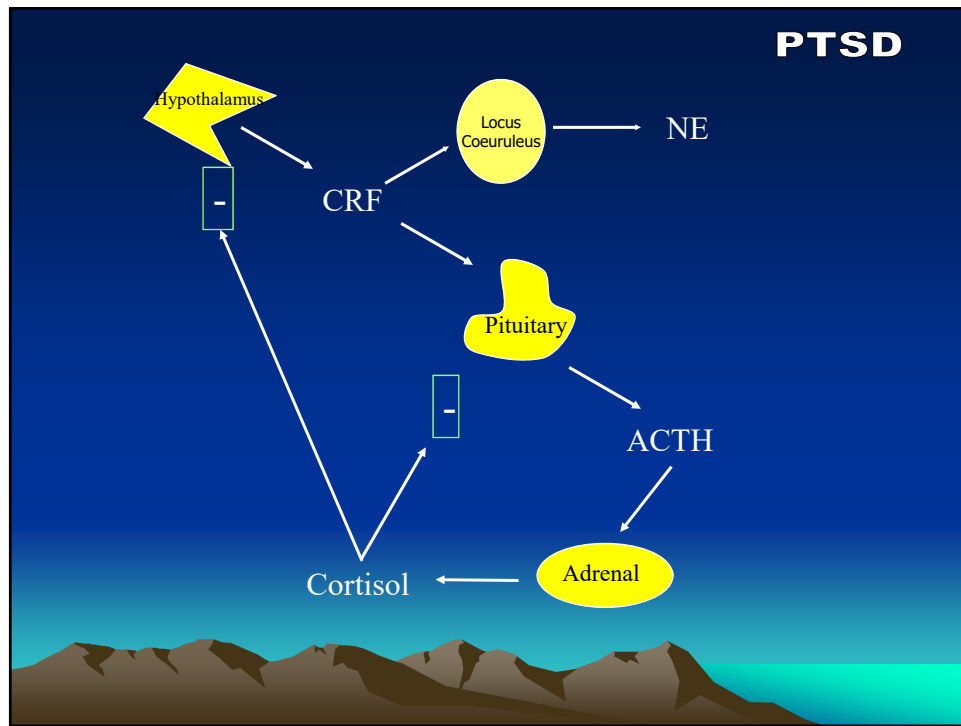 PTSD
Hypothalamus
Locus
Coeuruleus
NE
CRF
-
Pituitary
-
ACTH
Adrenal
Cortisol